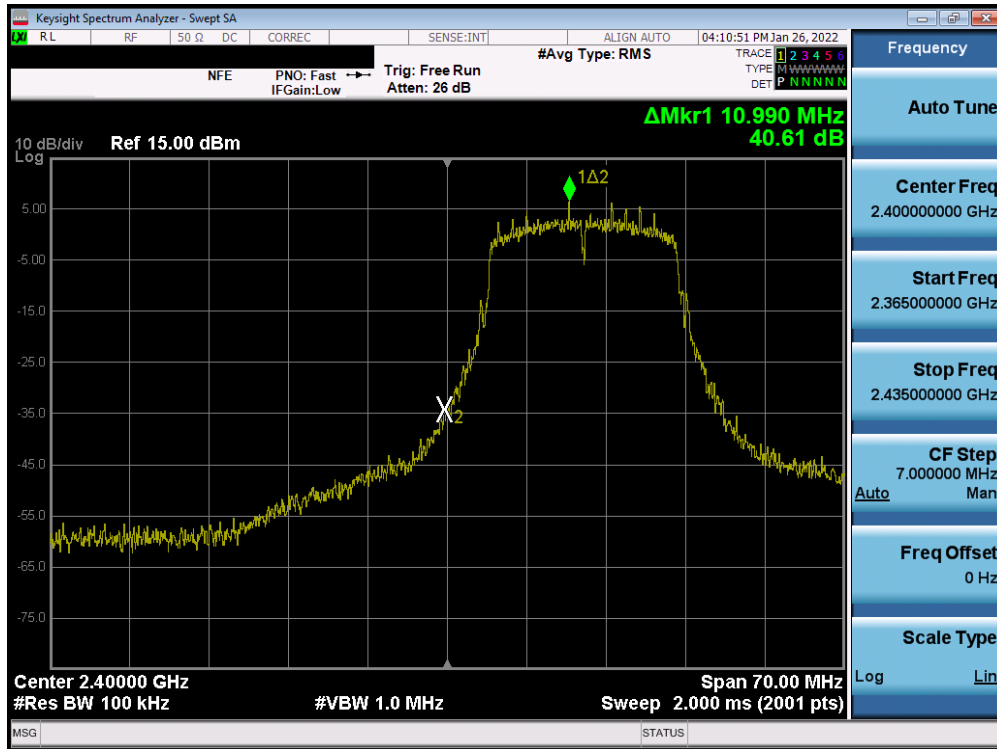 Keysight Spectrum Analyzer - Swept SA
LXI RL RF 50 Ω DC CORREC SENSE:INT ALIGN AUTO 04:10:51 PM Jan 26, 2022
NFE PNO: Fast Trig: Free Run #Avg Type: RMS TRACE 1 2 3 4 5 6
IFGain:Low Atten: 26 dB TYPE M WWWWW
DET P N N N N N
ΔMkr1 10.990 MHz
40.61 dB
10 dB/div Ref 15.00 dBm
Log
1Δ2
5.00
-5.00
-15.0
-25.0
-35.0
X2
-45.0
-55.0
-65.0
-75.0
Center 2.40000 GHz Span 70.00 MHz
#Res BW 100 kHz #VBW 1.0 MHz Sweep 2.000 ms (2001 pts)
MSG STATUS
Frequency
Auto Tune
Center Freq
2.400000000 GHz
Start Freq
2.365000000 GHz
Stop Freq
2.435000000 GHz
CF Step
7.000000 MHz
Auto Man
Freq Offset
0 Hz
Scale Type
Log Lin